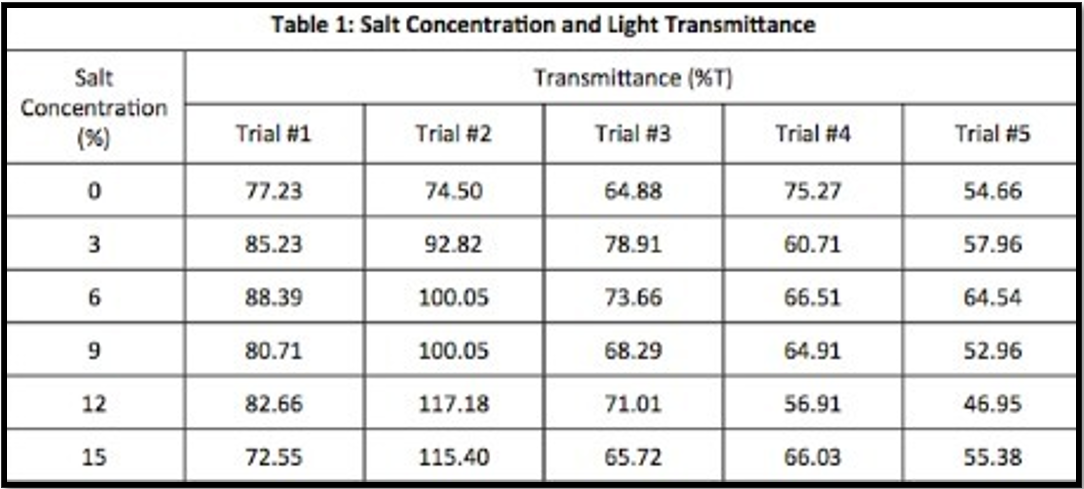 Table 1: Salt Concentration and Light Transmittance
Salt
Concentration
(%)
Transmittance (%T)
Trial #1 Trial #2 Trial #3 Trial #4 Trial #5
0 77.23 74.50 64.88 75.27 54.66
3 85.23 92.82 78.91 60.71 57.96
6 88.39 100.05 73.66 66.51 64.54
9 80.71 100.05 68.29 64.91 52.96
12 82.66 117.18 71.01 56.91 46.95
15 72.55 115.40 65.72 66.03 55.38